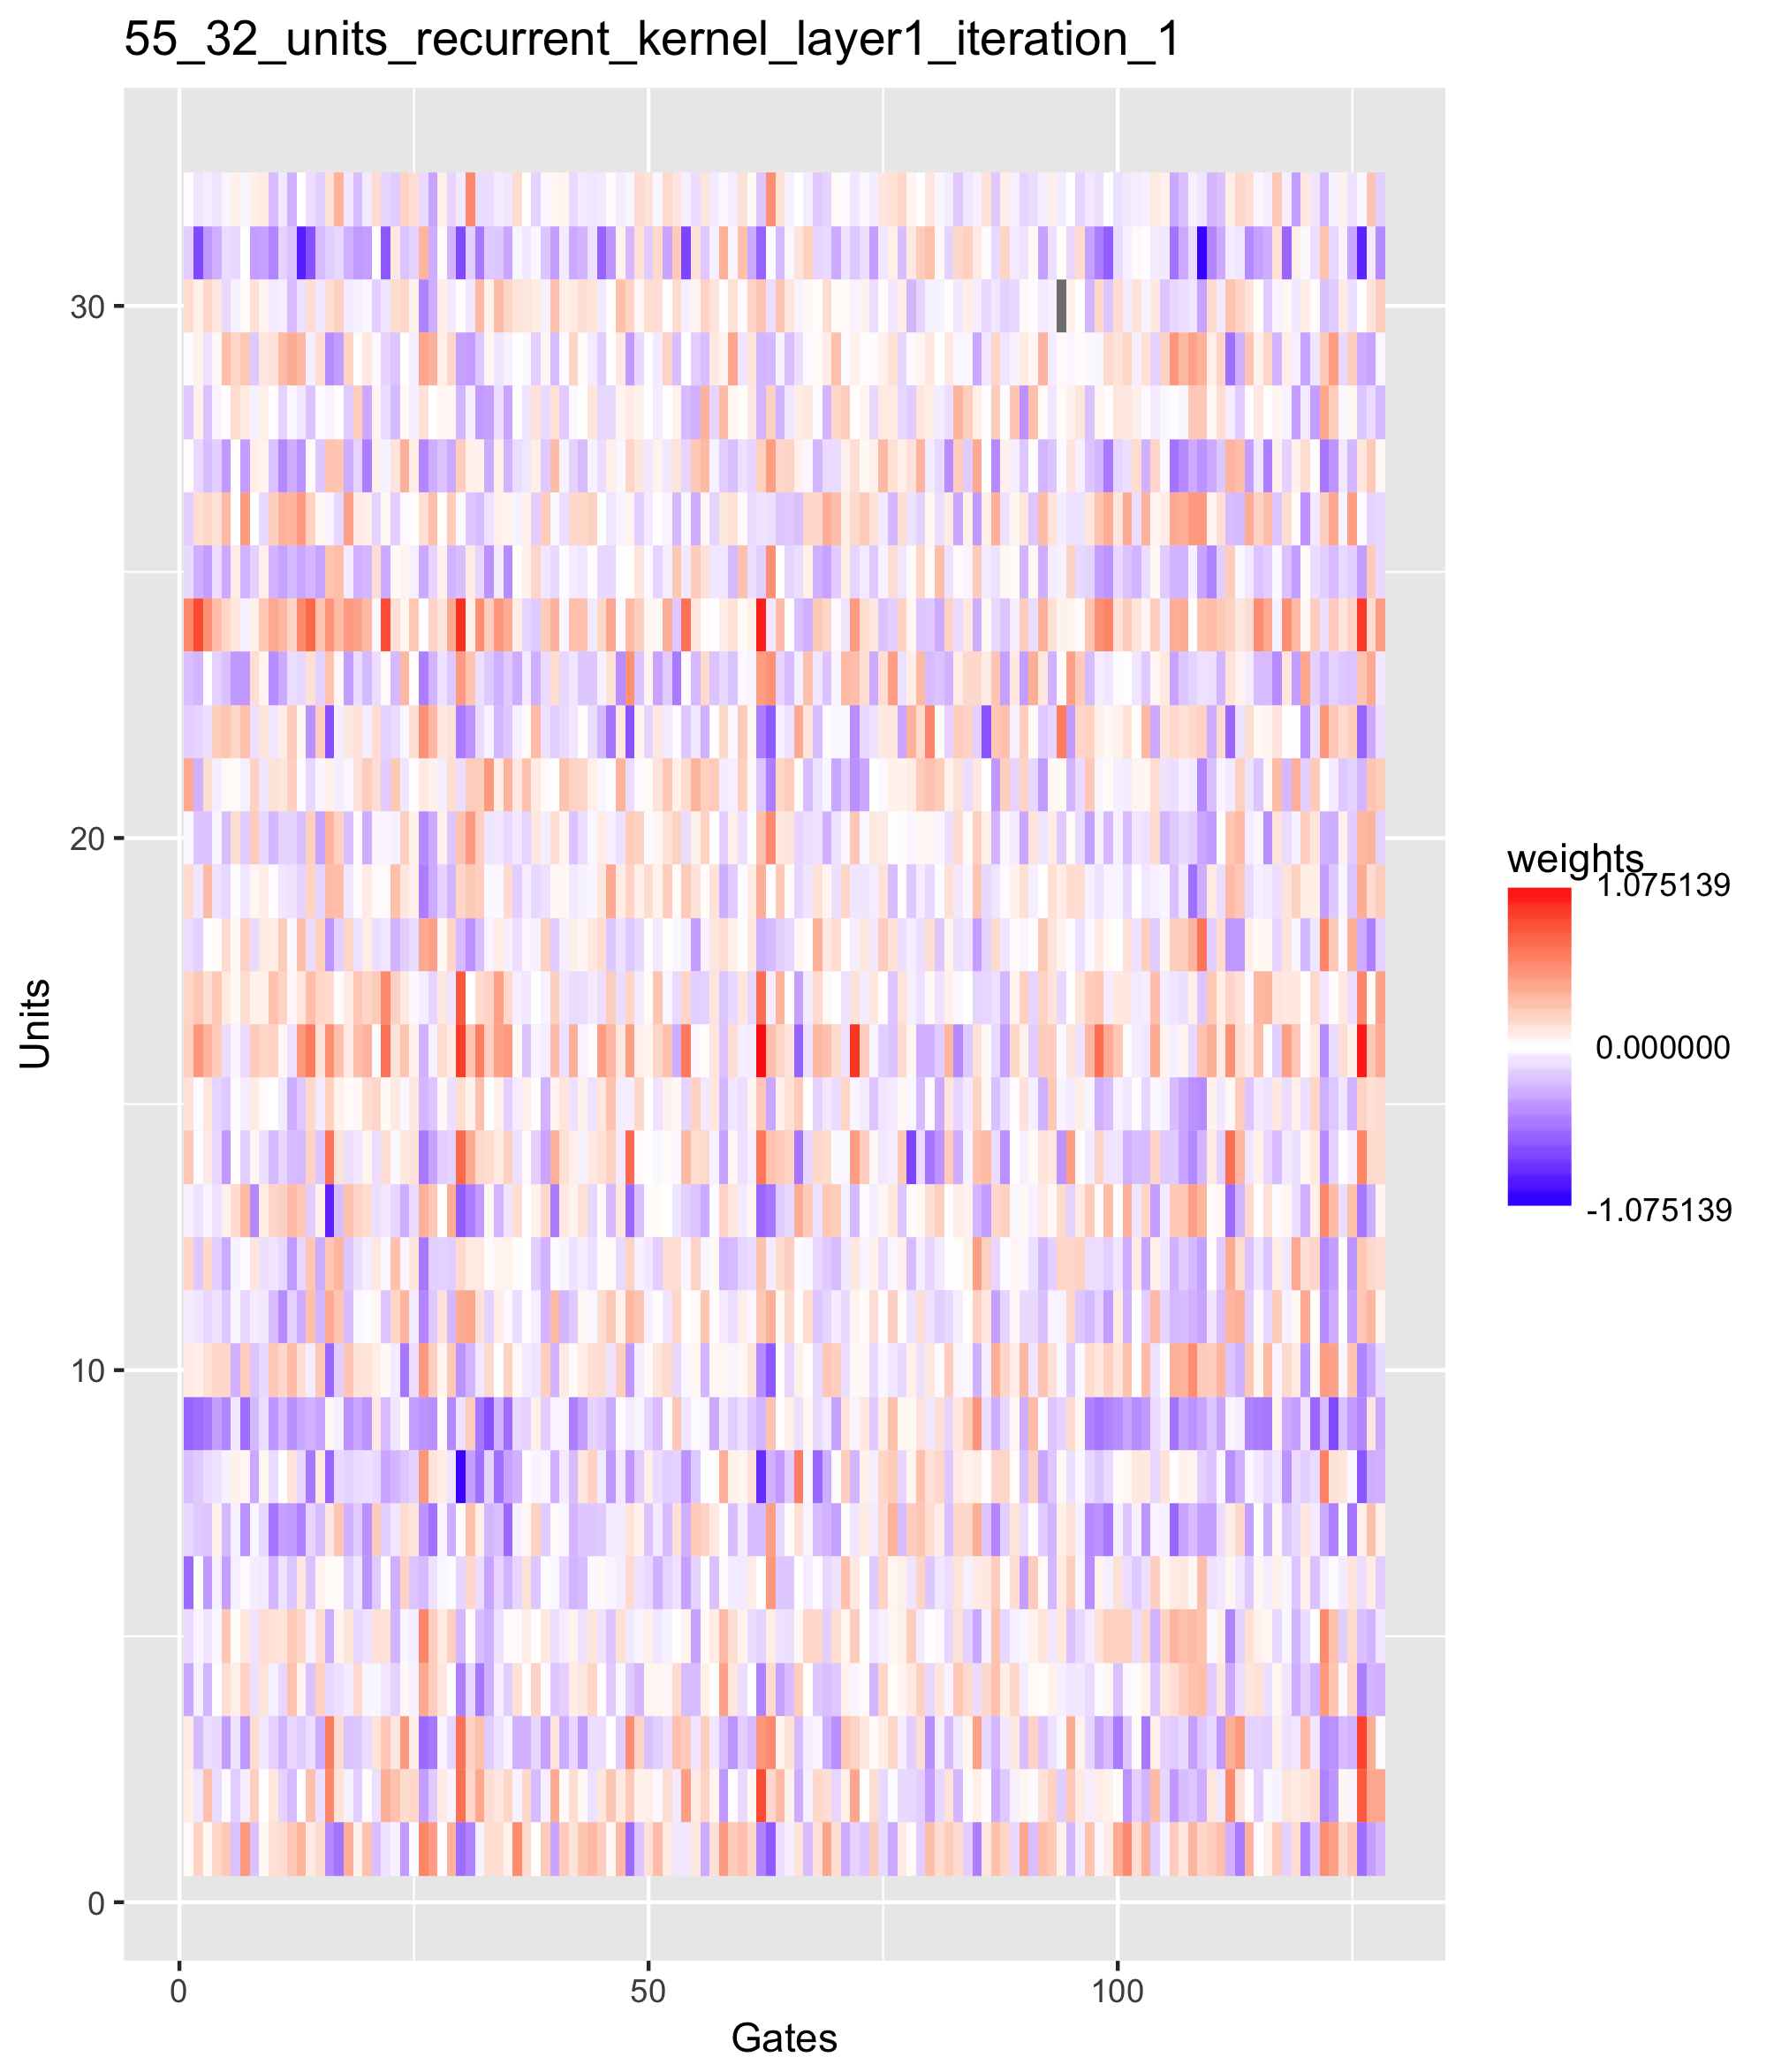 55_32_units_recurrent_kernel_layer1_iteration_1
30
20
10
0
Units
0 50 100
Gates
weights
1.075139
0.000000
-1.075139